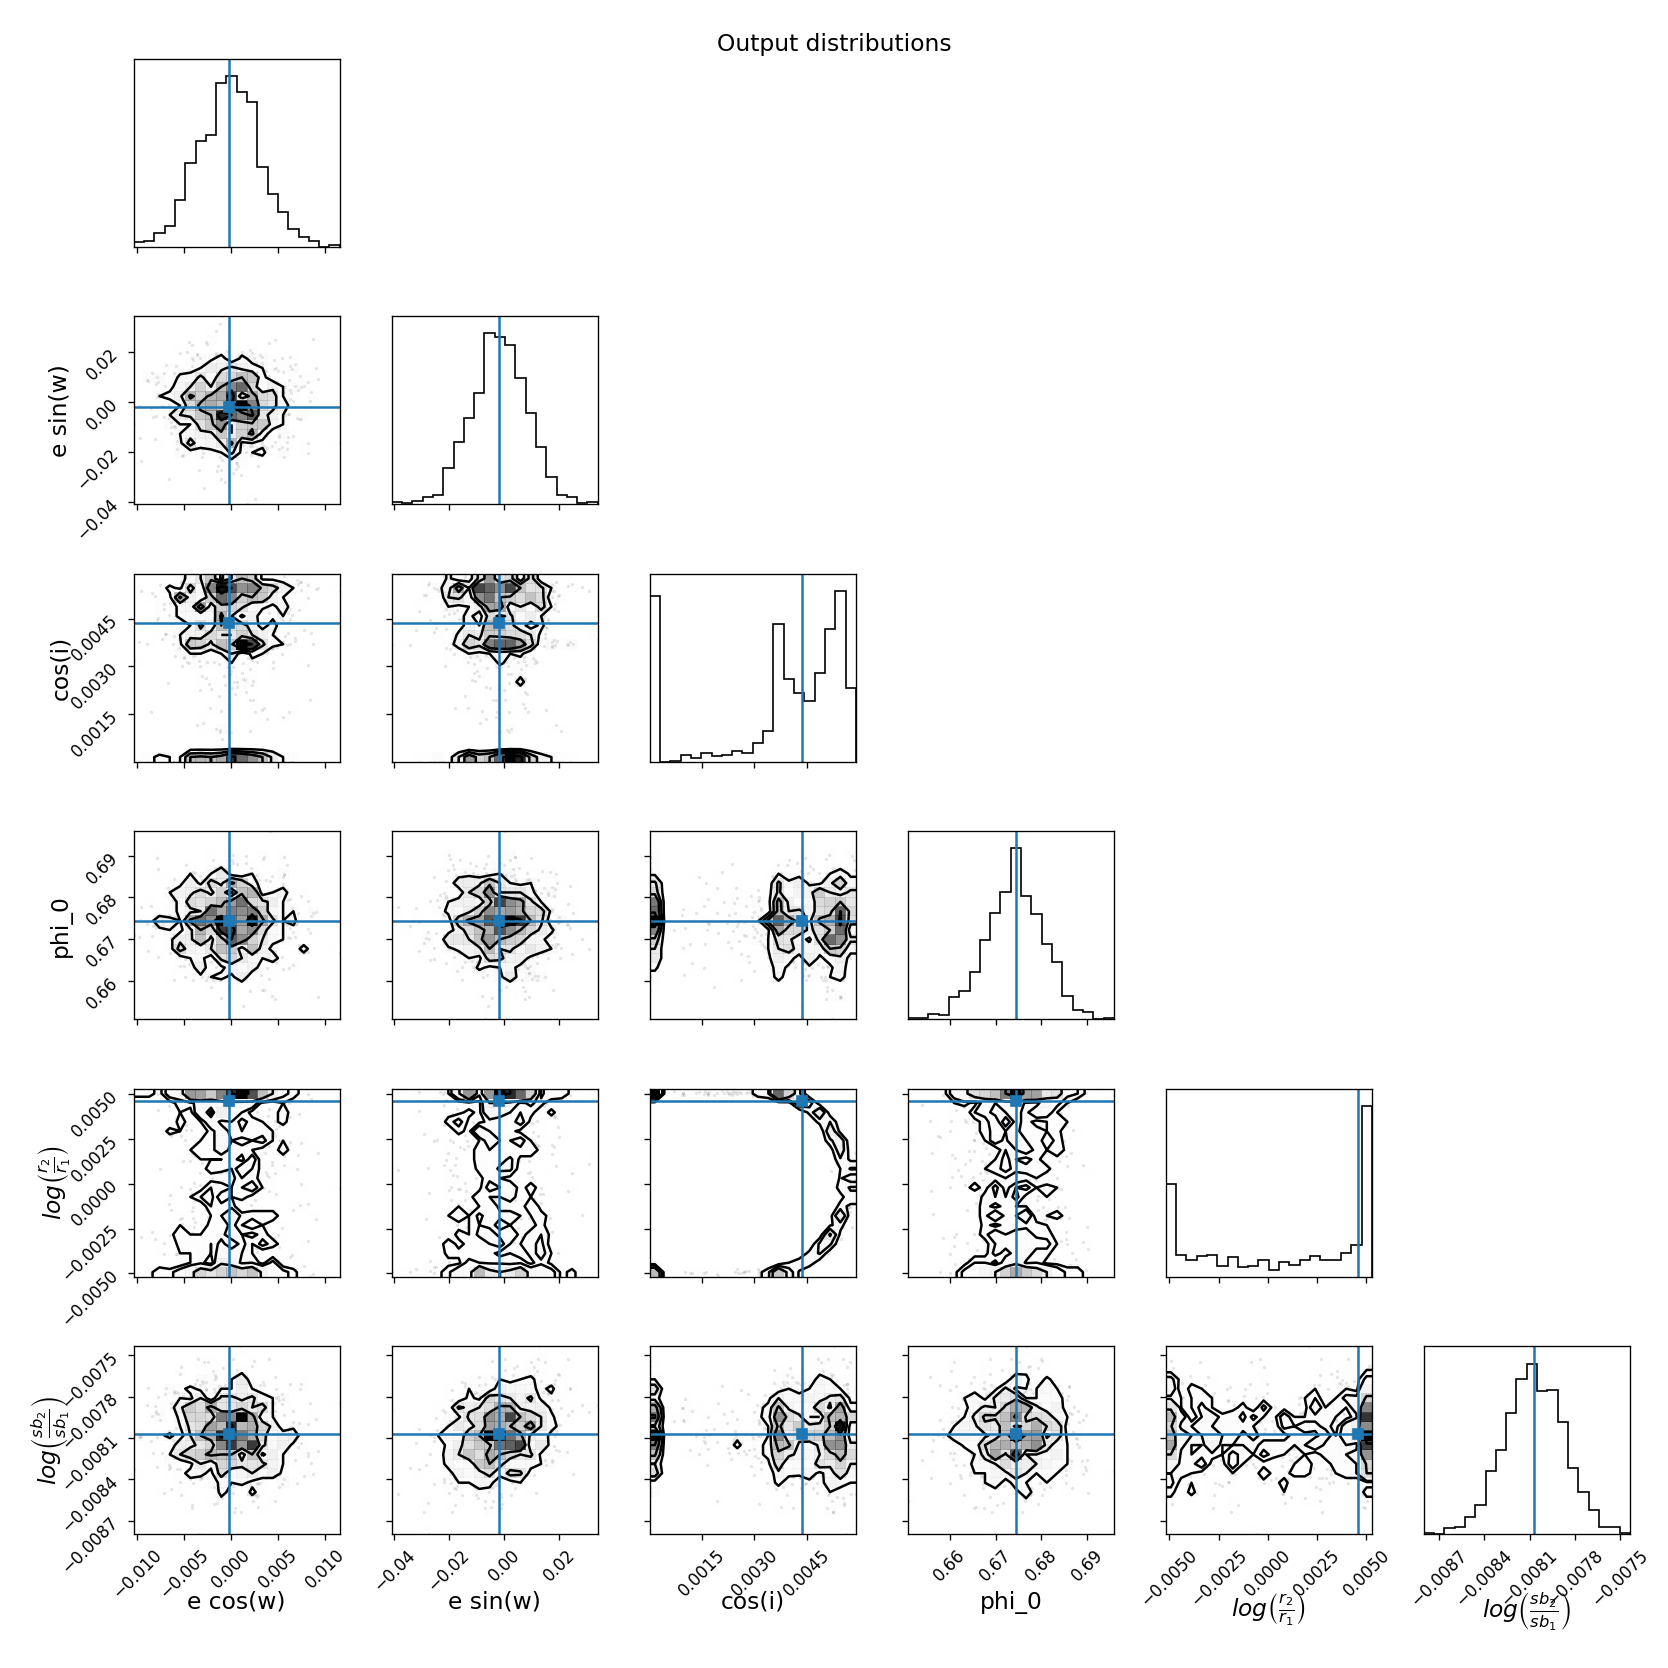 Output distributions
e sin(w)
0.02
0.00
−0.02
−0.04
cos(i)
0.0045
0.0030
0.0015
phi_0
0.69
0.68
0.67
0.66
log(r₂/r₁)
0.0050
0.0025
0.0000
−0.0025
−0.0050
log(sb₂/sb₁)
−0.0075
−0.0078
−0.0081
−0.0084
−0.0087
−0.010 −0.005 0.000 0.005 0.010 −0.04 −0.02 0.00 0.02 0.0015 0.0030 0.0045 0.66 0.67 0.68 0.69 −0.0050 −0.0025 0.0000 0.0025 0.0050 −0.0087 −0.0084 −0.0081 −0.0078 −0.0075
e cos(w) e sin(w) cos(i) phi_0 log(r₂/r₁) log(sb₂/sb₁)